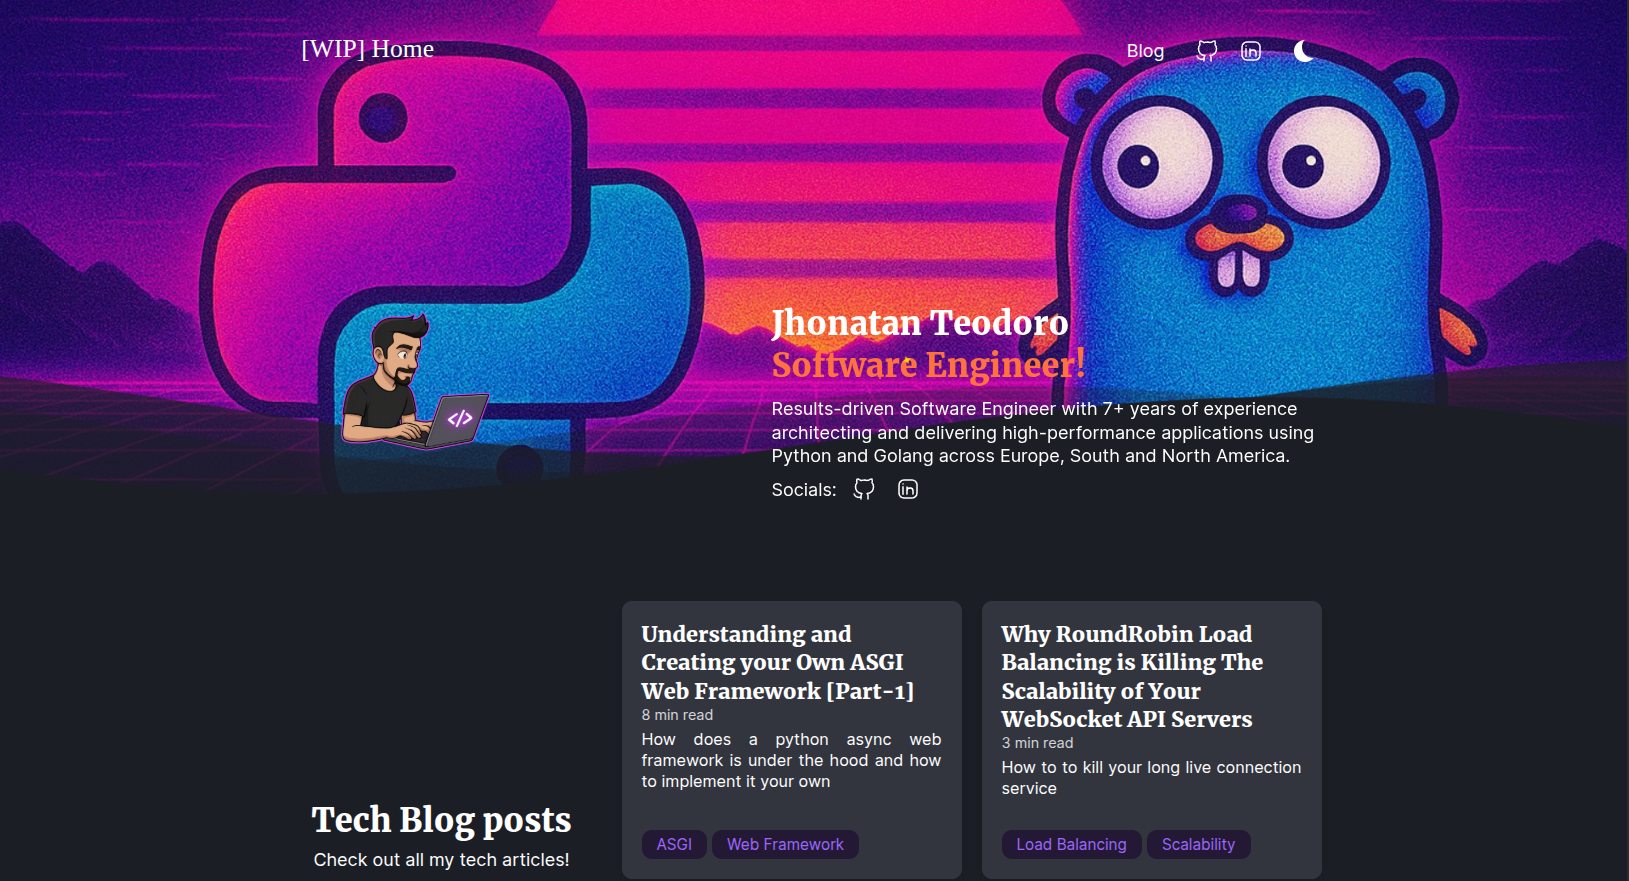 [WIP] Home
Blog
Jhonatan Teodoro
Software Engineer!
Results-driven Software Engineer with 7+ years of experience
architecting and delivering high-performance applications using
Python and Golang across Europe, South and North America.
Socials:
</>
Tech Blog posts
Check out all my tech articles!
Understanding and
Creating your Own ASGI
Web Framework [Part-1]
8 min read
How does a python async web
framework is under the hood and how
to implement it your own
ASGI
Web Framework
Why RoundRobin Load
Balancing is Killing The
Scalability of Your
WebSocket API Servers
3 min read
How to to kill your long live connection
service
Load Balancing
Scalability